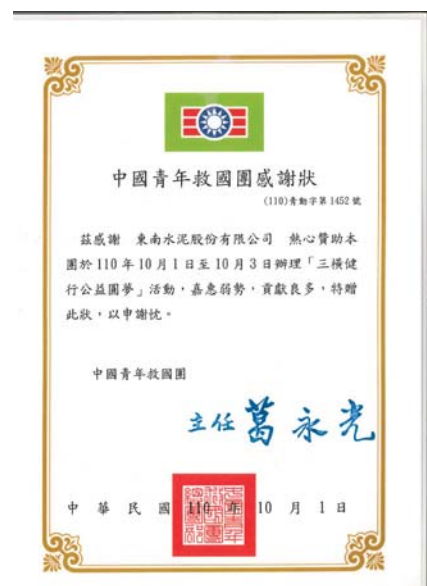 中國青年救國團感謝狀
(110)青動字第1452號
茲感謝 東南水泥股份有限公司 熱心贊助本
團於110年10月1日至10月3日辦理「三橫健
行公益圓夢」活動,嘉惠弱勢,貢獻良多,特贈
此狀,以申謝忱。
中國青年救國團
主任 葛永光
中華民國 110 年 10 月 1 日